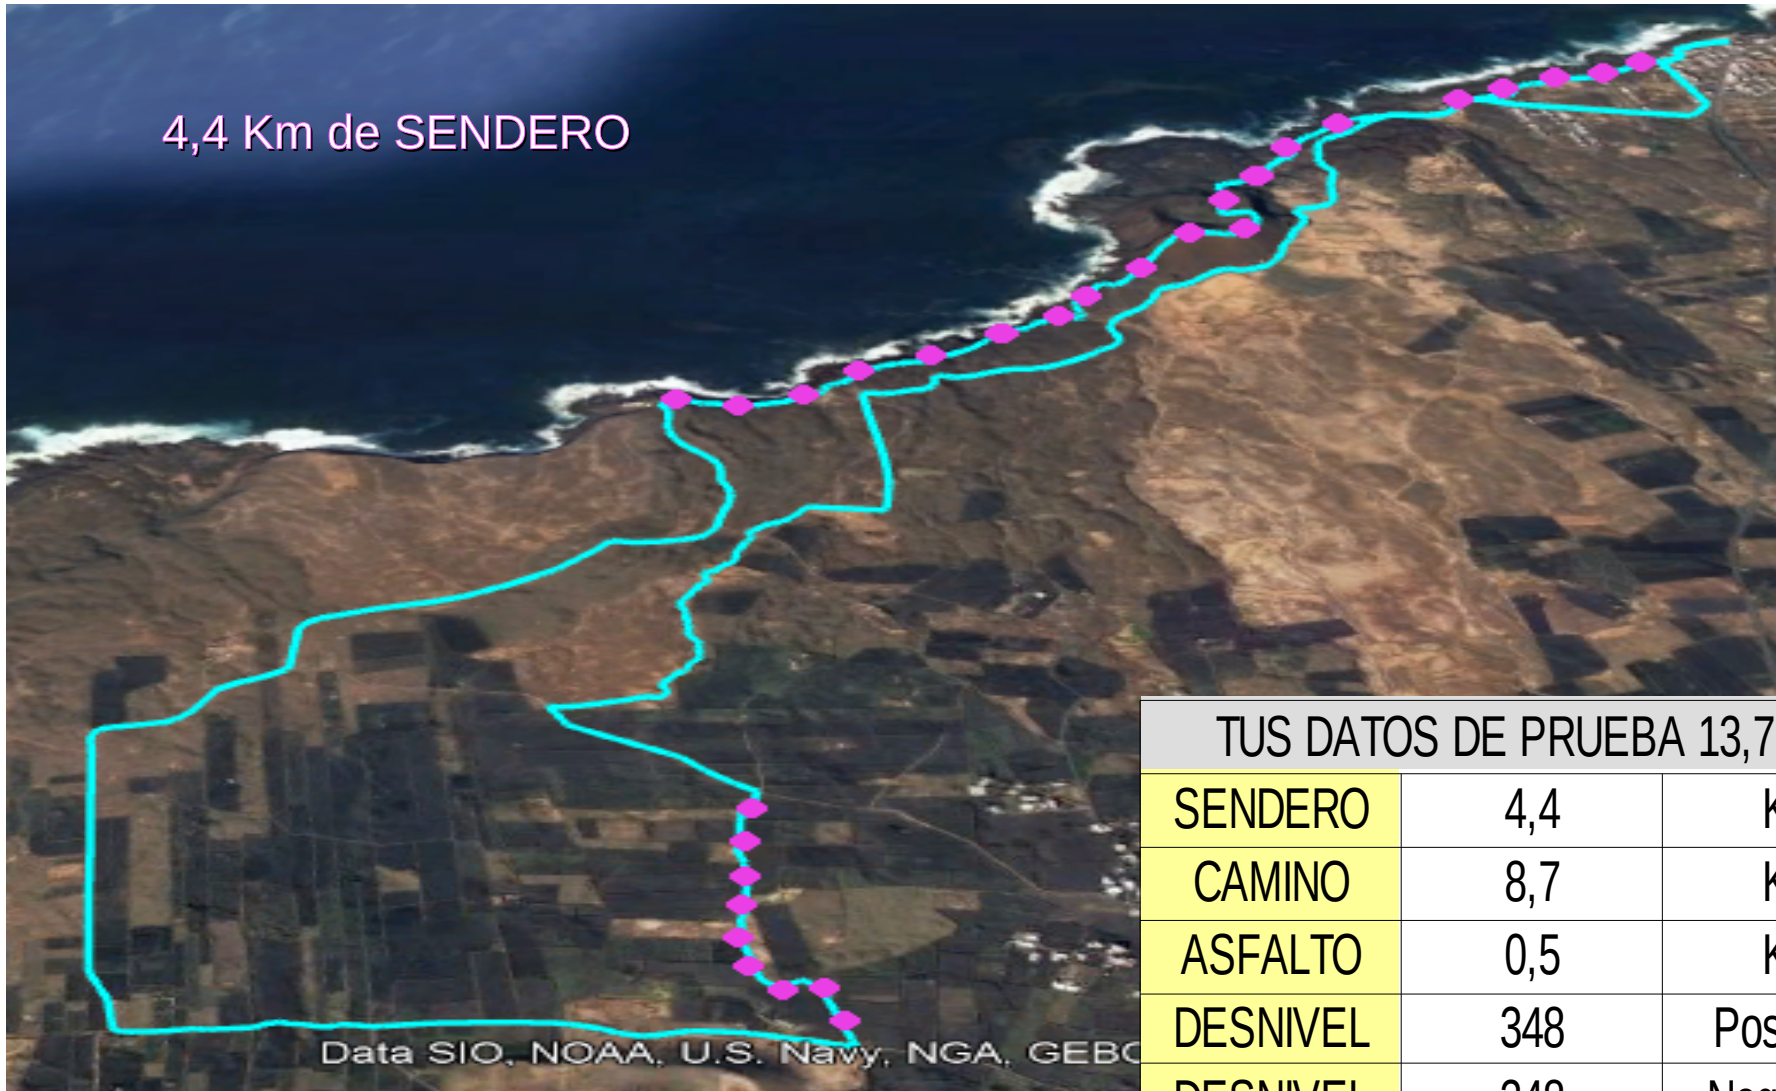 4,4 Km de SENDERO
TUS DATOS DE PRUEBA 13,7
SENDERO 4,4 K
CAMINO 8,7 K
ASFALTO 0,5 K
DESNIVEL 348 Pos
Data SIO, NOAA, U.S. Navy, NGA, GEBC